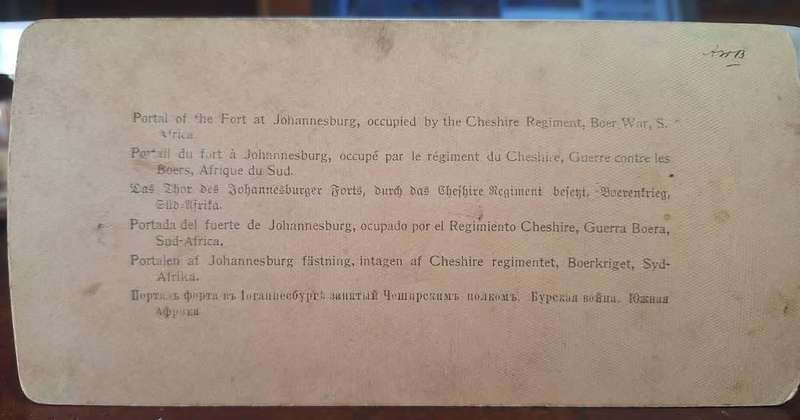 AWB
Portal of the Fort at Johannesburg, occupied by the Cheshire Regiment, Boer War, S.
Africa.
Portail du fort à Johannesburg, occupé par le régiment du Cheshire, Guerre contre les
Boers, Afrique du Sud.
Das Thor des Johannesburger Forts, durch das Cheshire Regiment besetzt, Boerenkrieg,
Süd-Afrika.
Portada del fuerte de Johannesburg, ocupado por el Regimiento Cheshire, Guerra Boera,
Sud-Africa.
Portalen af Johannesburg fästning, intagen af Cheshire regimentet, Boerkriget, Syd-
Afrika.
Порталъ форта въ Іоганнесбургѣ занятый Чешарскимъ полкомъ. Бурская война. Южная
Африка